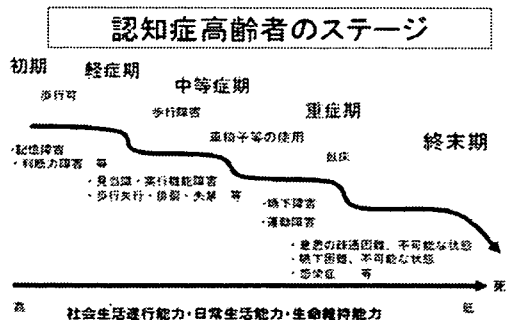 認知症高齢者のステージ
初期
軽症期
中等症期
重症期
終末期
歩行可
歩行障害
車椅子等の使用
臥床
・記憶障害
・判断力障害 等
・見当識・実行機能障害
・歩行失行・徘徊・失禁 等
・嚥下障害
・運動障害
・意思の疎通困難、不可能な状態
・嚥下困難、不可能な状態
・感染症 等
死
高
社会生活遂行能力・日常生活能力・生命維持能力
低